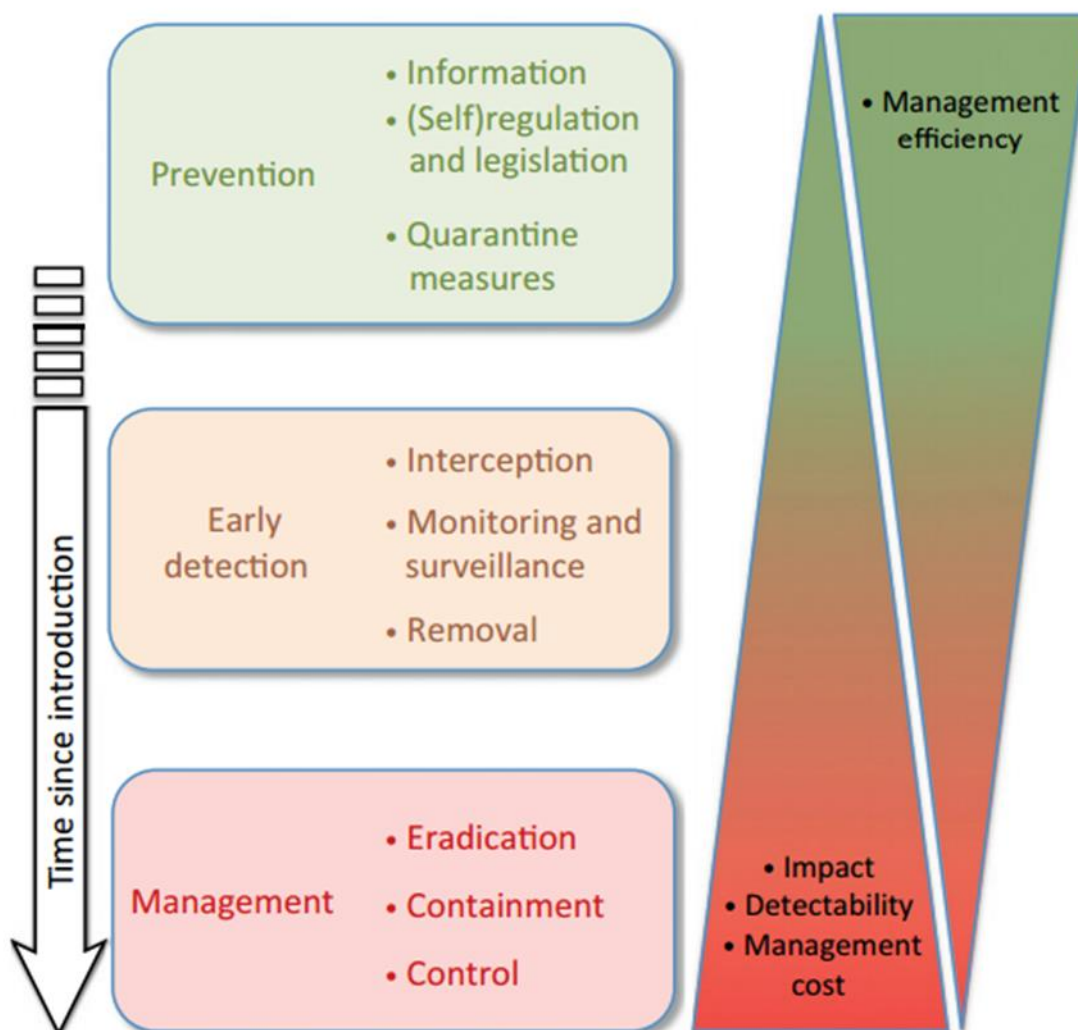 Prevention
• Information
• (Self)regulation
and legislation
• Quarantine
measures
Early
detection
• Interception
• Monitoring and
surveillance
• Removal
Management
• Eradication
• Containment
• Control
Time since introduction
• Management
efficiency
• Impact
• Detectability
• Management
cost